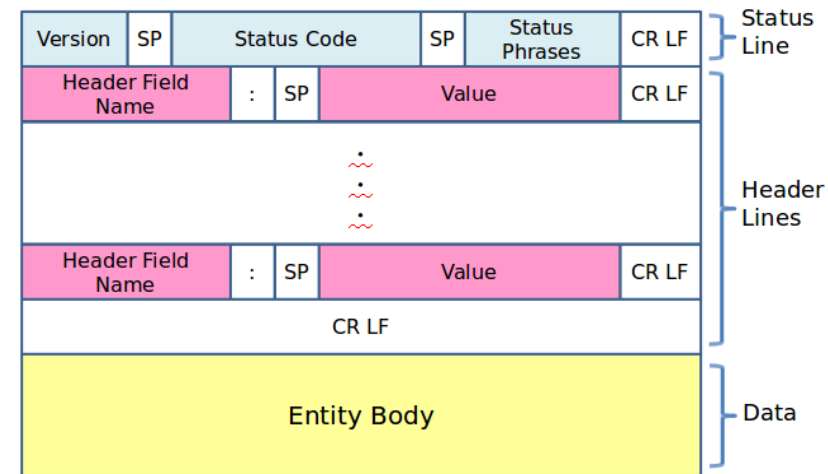 Version SP Status Code SP Status Phrases CR LF
Status Line
Header Field Name : SP Value CR LF
.
.
.
Header Lines
Header Field Name : SP Value CR LF
CR LF
Entity Body
Data